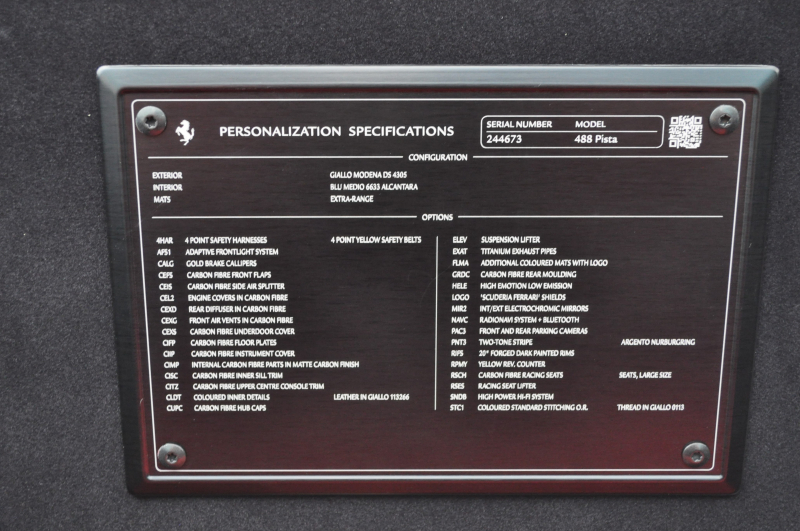 PERSONALIZATION SPECIFICATIONS
SERIAL NUMBER MODEL
244673 488 Pista
CONFIGURATION
EXTERIOR GIALLO MODENA DS 4305
INTERIOR BLU MEDIO 6633 ALCANTARA
MATS EXTRA-RANGE
OPTIONS
4HAR 4 POINT SAFETY HARNESSES 4 POINT YELLOW SAFETY BELTS
AFS1 ADAPTIVE FRONTLIGHT SYSTEM
CALG GOLD BRAKE CALLIPERS
CEF5 CARBON FIBRE FRONT FLAPS
CEIS CARBON FIBRE SIDE AIR SPLITTER
CEL2 ENGINE COVERS IN CARBON FIBRE
CEXD REAR DIFFUSER IN CARBON FIBRE
CEXG FRONT AIR VENTS IN CARBON FIBRE
CEXS CARBON FIBRE UNDERDOOR COVER
CIFP CARBON FIBRE FLOOR PLATES
CIIP CARBON FIBRE INSTRUMENT COVER
CIMP INTERNAL CARBON FIBRE PARTS IN MATTE CARBON FINISH
CISC CARBON FIBRE INNER SILL TRIM
CITZ CARBON FIBRE UPPER CENTRE CONSOLE TRIM
CLDT COLOURED INNER DETAILS LEATHER IN GIALLO 113266
CUPC CARBON FIBRE HUB CAPS
ELEV SUSPENSION LIFTER
EXAT TITANIUM EXHAUST PIPES
FLMA ADDITIONAL COLOURED MATS WITH LOGO
GRDC CARBON FIBRE REAR MOULDING
HELE HIGH EMOTION LOW EMISSION
LOGO 'SCUDERIA FERRARI' SHIELDS
MIR2 INT/EXT ELECTROCHROMIC MIRRORS
NAVC RADIONAVI SYSTEM + BLUETOOTH
PAC3 FRONT AND REAR PARKING CAMERAS
PNT3 TWO-TONE STRIPE ARGENTO NURBURGRING
RIF5 20" FORGED DARK PAINTED RIMS
RPMY YELLOW REV. COUNTER
RSCH CARBON FIBRE RACING SEATS SEATS, LARGE SIZE
RSES RACING SEAT LIFTER
SNDB HIGH POWER HI-FI SYSTEM
STC1 COLOURED STANDARD STITCHING O.R. THREAD IN GIALLO 0113